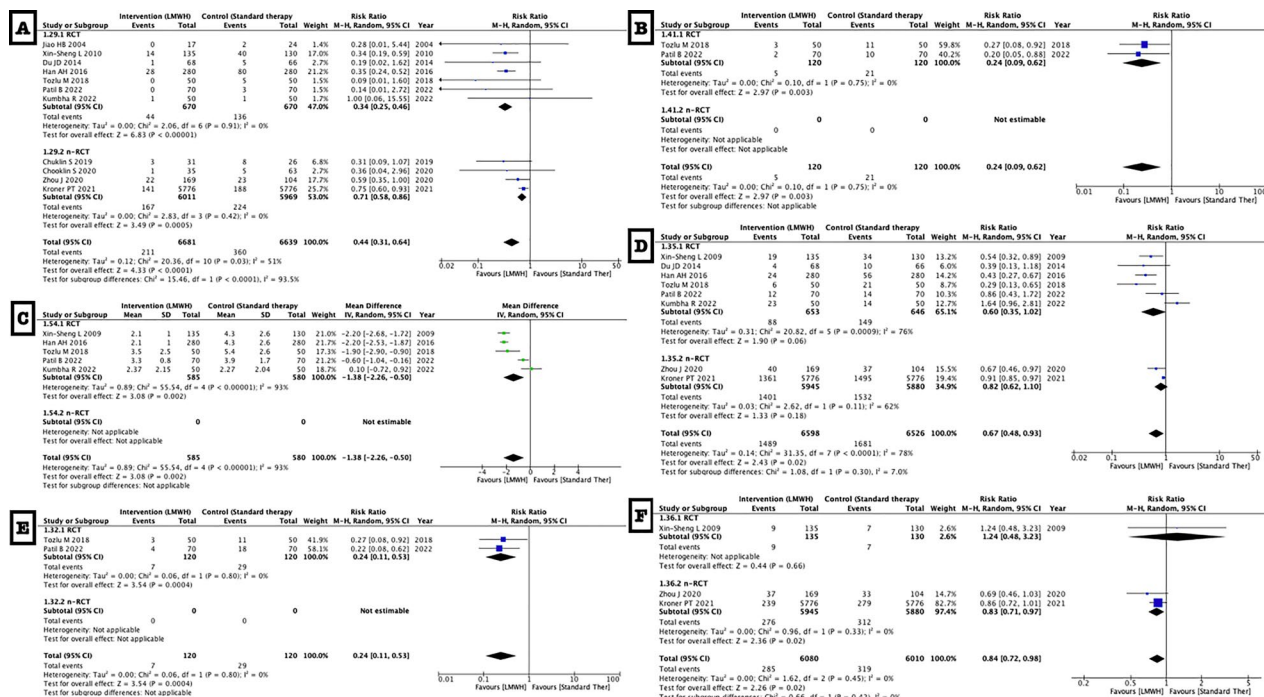 A
Intervention (LMWH) Control (Standard therapy Risk Ratio Risk Ratio
Study or Subgroup Events Total Events Total Weight M-H, Random, 95% CI Year M-H, Random, 95% CI
1.29.1 RCT
Jiao HB 2004 0 17 2 24 1.4% 0.28 [0.01, 5.44] 2004
Xin-Sheng L 2010 14 135 40 130 17.0% 0.34 [0.19, 0.59] 2010
Du JD 2014 1 68 5 66 2.7% 0.19 [0.02, 1.62] 2014
Han AH 2016 28 280 80 280 21.2% 0.35 [0.24, 0.52] 2016
Tozlu M 2018 0 50 5 50 1.5% 0.09 [0.01, 1.60] 2018
Patil B 2022 0 70 3 70 1.4% 0.14 [0.01, 2.72] 2022
Kumbha R 2022 1 50 1 50 1.7% 1.00 [0.06, 15.55] 2022
Subtotal (95% CI) 670 670 47.0% 0.34 [0.25, 0.46]
Total events 44 136
Heterogeneity: Tau² = 0.00; Chi² = 2.06, df = 6 (P = 0.91); I² = 0%
Test for overall effect: Z = 6.83 (P < 0.00001)
1.29.2 n-RCT
Chuklin S 2019 3 31 8 26 6.8% 0.31 [0.09, 1.07] 2019
Chooklin S 2020 1 35 5 63 2.7% 0.36 [0.04, 2.96] 2020
Zhou J 2020 22 169 23 104 17.7% 0.59 [0.35, 1.00] 2020
Kroner PT 2021 141 5776 188 5776 25.7% 0.75 [0.60, 0.93] 2021
Subtotal (95% CI) 6011 5969 53.0% 0.71 [0.58, 0.86]
Total events 167 224
Heterogeneity: Tau² = 0.00; Chi² = 2.83, df = 3 (P = 0.42); I² = 0%
Test for overall effect: Z = 3.49 (P = 0.0005)
Total (95% CI) 6681 6639 100.0% 0.44 [0.31, 0.64]
Total events 211 360
Heterogeneity: Tau² = 0.12; Chi² = 20.36, df = 10 (P = 0.03); I² = 51%
Test for overall effect: Z = 4.33 (P < 0.0001)
Test for subgroup differences: Chi² = 15.46, df = 1 (P < 0.0001), I² = 93.5%
0.01 0.1 1 10 100
Favours [LMWH] Favours [Standard Ther]
B
Intervention (LMWH) Control (Standard therapy Risk Ratio Risk Ratio
Study or Subgroup Events Total Events Total Weight M-H, Random, 95% CI Year M-H, Random, 95% CI
1.41.1 RCT
Tozlu M 2018 3 50 11 50 59.8% 0.27 [0.08, 0.92] 2018
Patil B 2022 2 70 10 70 40.2% 0.20 [0.05, 0.88] 2022
Subtotal (95% CI) 120 120 100.0% 0.24 [0.09, 0.62]
Total events 5 21
Heterogeneity: Tau² = 0.00; Chi² = 0.10, df = 1 (P = 0.75); I² = 0%
Test for overall effect: Z = 2.97 (P = 0.003)
1.41.2 n-RCT
Subtotal (95% CI) 0 0 Not estimable
Total events 0 0
Heterogeneity: Not applicable
Test for overall effect: Not applicable
Total (95% CI) 120 120 100.0% 0.24 [0.09, 0.62]
Total events 5 21
Heterogeneity: Tau² = 0.00; Chi² = 0.10, df = 1 (P = 0.75); I² = 0%
Test for overall effect: Z = 2.97 (P = 0.003)
Test for subgroup differences: Not applicable
0.01 0.1 1 10 100
Favours [LMWH] Favours [Standard Ther]
C
Intervention (LMWH) Control (Standard therapy Mean Difference Mean Difference
Study or Subgroup Mean SD Total Mean SD Total Weight IV, Random, 95% CI Year IV, Random, 95% CI
1.54.1 RCT
Xin-Sheng L 2009 2.1 1 135 4.3 2.6 130 21.0% -2.20 [-2.68, -1.72] 2009
Han AH 2016 2.1 1 280 4.3 2.6 280 21.9% -2.20 [-2.53, -1.87] 2016
Tozlu M 2018 3.5 2.5 50 5.4 2.6 50 17.3% -1.90 [-2.90, -0.90] 2018
Patil B 2022 3.3 0.8 70 3.9 1.7 70 21.2% -0.60 [-1.04, -0.16] 2022
Kumbha R 2022 2.37 2.15 50 2.27 2.04 50 18.7% 0.10 [-0.72, 0.92] 2022
Subtotal (95% CI) 585 580 100.0% -1.38 [-2.26, -0.50]
Heterogeneity: Tau² = 0.89; Chi² = 55.54, df = 4 (P < 0.00001); I² = 93%
Test for overall effect: Z = 3.08 (P = 0.002)
1.54.2 n-RCT
Subtotal (95% CI) 0 0 Not estimable
Heterogeneity: Not applicable
Test for overall effect: Not applicable
Total (95% CI) 585 580 100.0% -1.38 [-2.26, -0.50]
Heterogeneity: Tau² = 0.89; Chi² = 55.54, df = 4 (P < 0.00001); I² = 93%
Test for overall effect: Z = 3.08 (P = 0.002)
Test for subgroup differences: Not applicable
-4 -2 0 2 4
Favours [LMWH] Favours [Standard Ther]
D
Intervention (LMWH) Control (Standard therapy Risk Ratio Risk Ratio
Study or Subgroup Events Total Events Total Weight M-H, Random, 95% CI Year M-H, Random, 95% CI
1.35.1 RCT
Xin-Sheng L 2009 19 135 34 130 13.2% 0.54 [0.32, 0.89] 2009
Du JD 2014 4 68 10 66 6.0% 0.39 [0.13, 1.18] 2014
Han AH 2016 24 280 56 280 14.1% 0.43 [0.27, 0.67] 2016
Tozlu M 2018 6 50 21 50 8.7% 0.29 [0.13, 0.65] 2018
Patil B 2022 12 70 14 70 10.3% 0.86 [0.43, 1.72] 2022
Kumbha R 2022 23 50 14 50 12.7% 1.64 [0.96, 2.81] 2022
Subtotal (95% CI) 653 646 65.1% 0.60 [0.35, 1.02]
Total events 88 149
Heterogeneity: Tau² = 0.31; Chi² = 20.82, df = 5 (P = 0.0009); I² = 76%
Test for overall effect: Z = 1.90 (P = 0.06)
1.35.2 n-RCT
Zhou J 2020 40 169 37 104 15.5% 0.67 [0.46, 0.97] 2020
Kroner PT 2021 1361 5776 1495 5776 19.4% 0.91 [0.85, 0.97] 2021
Subtotal (95% CI) 5945 5880 34.9% 0.82 [0.62, 1.10]
Total events 1401 1532
Heterogeneity: Tau² = 0.03; Chi² = 2.62, df = 1 (P = 0.11); I² = 62%
Test for overall effect: Z = 1.33 (P = 0.18)
Total (95% CI) 6598 6526 100.0% 0.67 [0.48, 0.93]
Total events 1489 1681
Heterogeneity: Tau² = 0.14; Chi² = 31.35, df = 7 (P < 0.0001); I² = 78%
Test for overall effect: Z = 2.43 (P = 0.02)
Test for subgroup differences: Chi² = 1.08, df = 1 (P = 0.30), I² = 7.0%
0.02 0.1 1 10 50
Favours [LMWH] Favours [Standard Ther]
E
Intervention (LMWH) Control (Standard therapy Risk Ratio Risk Ratio
Study or Subgroup Events Total Events Total Weight M-H, Random, 95% CI Year M-H, Random, 95% CI
1.32.1 RCT
Tozlu M 2018 3 50 11 50 41.9% 0.27 [0.08, 0.92] 2018
Patil B 2022 4 70 18 70 58.1% 0.22 [0.08, 0.62] 2022
Subtotal (95% CI) 120 120 100.0% 0.24 [0.11, 0.53]
Total events 7 29
Heterogeneity: Tau² = 0.00; Chi² = 0.06, df = 1 (P = 0.80); I² = 0%
Test for overall effect: Z = 3.54 (P = 0.0004)
1.32.2 n-RCT
Subtotal (95% CI) 0 0 Not estimable
Total events 0 0
Heterogeneity: Not applicable
Test for overall effect: Not applicable
Total (95% CI) 120 120 100.0% 0.24 [0.11, 0.53]
Total events 7 29
Heterogeneity: Tau² = 0.00; Chi² = 0.06, df = 1 (P = 0.80); I² = 0%
Test for overall effect: Z = 3.54 (P = 0.0004)
Test for subgroup differences: Not applicable
0.01 0.1 1 10 100
Favours [LMWH] Favours [Standard Ther]
F
Intervention (LMWH) Control (Standard therapy Risk Ratio Risk Ratio
Study or Subgroup Events Total Events Total Weight M-H, Random, 95% CI Year M-H, Random, 95% CI
1.36.1 RCT
Xin-Sheng L 2009 9 135 7 130 2.6% 1.24 [0.48, 3.23] 2009
Subtotal (95% CI) 135 130 2.6% 1.24 [0.48, 3.23]
Total events 9 7
Heterogeneity: Not applicable
Test for overall effect: Z = 0.44 (P = 0.66)
1.36.2 n-RCT
Zhou J 2020 37 169 33 104 14.7% 0.69 [0.46, 1.03] 2020
Kroner PT 2021 239 5776 279 5776 82.7% 0.86 [0.72, 1.01] 2021
Subtotal (95% CI) 5945 5880 97.4% 0.83 [0.71, 0.97]
Total events 276 312
Heterogeneity: Tau² = 0.00; Chi² = 0.96, df = 1 (P = 0.33); I² = 0%
Test for overall effect: Z = 2.36 (P = 0.02)
Total (95% CI) 6080 6010 100.0% 0.84 [0.72, 0.98]
Total events 285 319
Heterogeneity: Tau² = 0.00; Chi² = 1.62, df = 2 (P = 0.45); I² = 0%
Test for overall effect: Z = 2.26 (P = 0.02)
0.2 0.5 1 2 5
Favours [LMWH] Favours [Standard Ther]